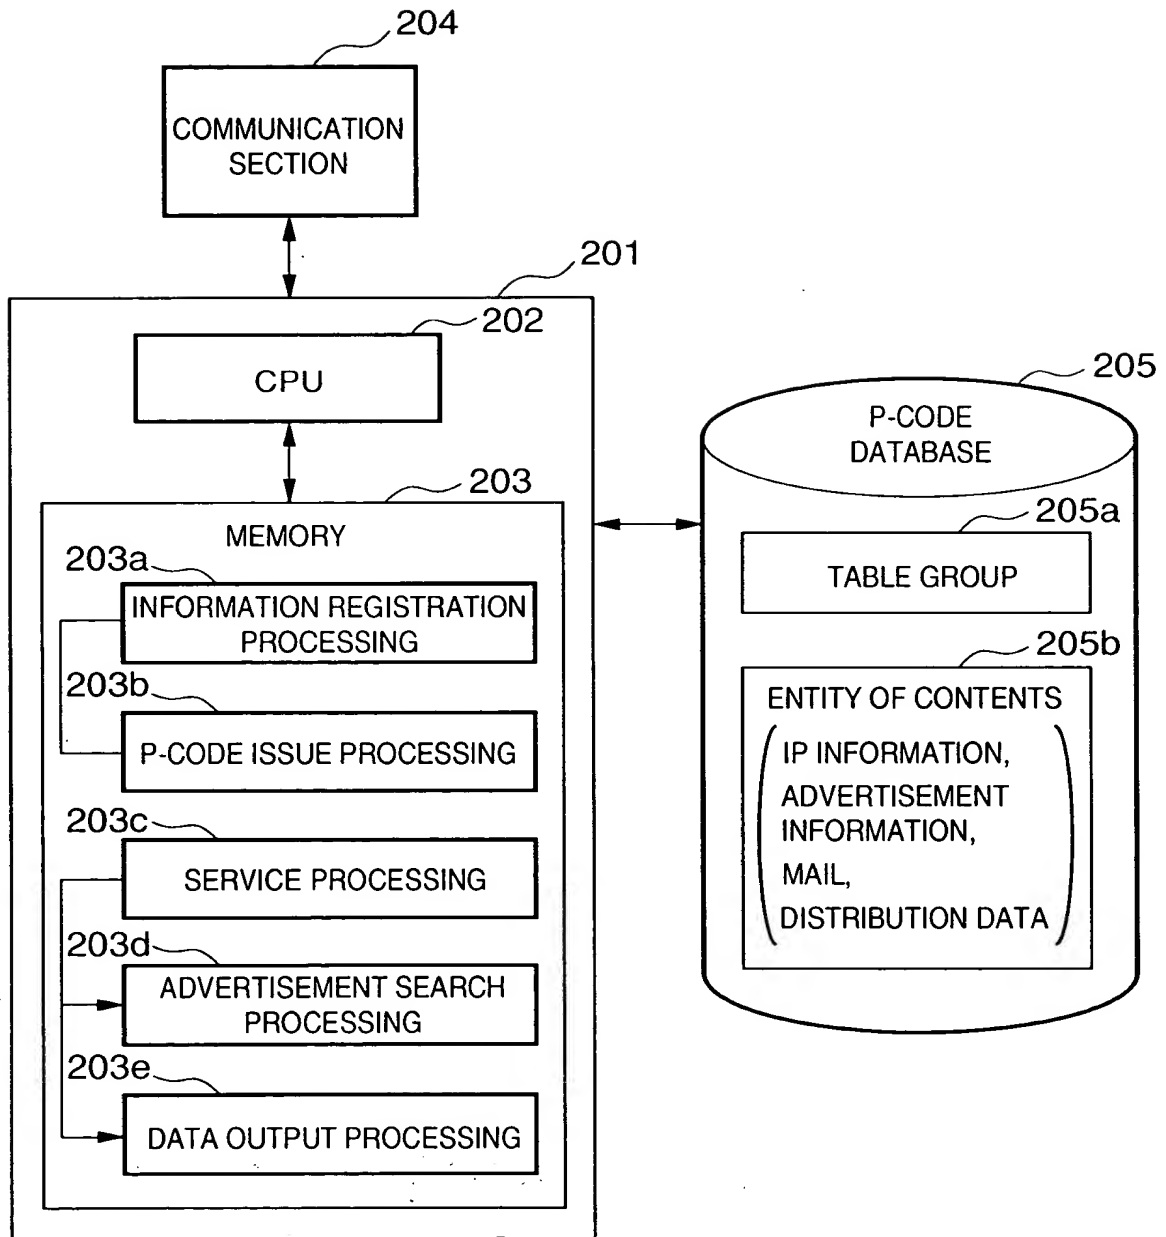 204
COMMUNICATION
SECTION
201
202
CPU
203
MEMORY
203a
INFORMATION REGISTRATION
PROCESSING
203b
P-CODE ISSUE PROCESSING
203c
SERVICE PROCESSING
203d
ADVERTISEMENT SEARCH
PROCESSING
203e
DATA OUTPUT PROCESSING
205
P-CODE
DATABASE
205a
TABLE GROUP
205b
ENTITY OF CONTENTS
IP INFORMATION,
ADVERTISEMENT
INFORMATION,
MAIL,
DISTRIBUTION DATA